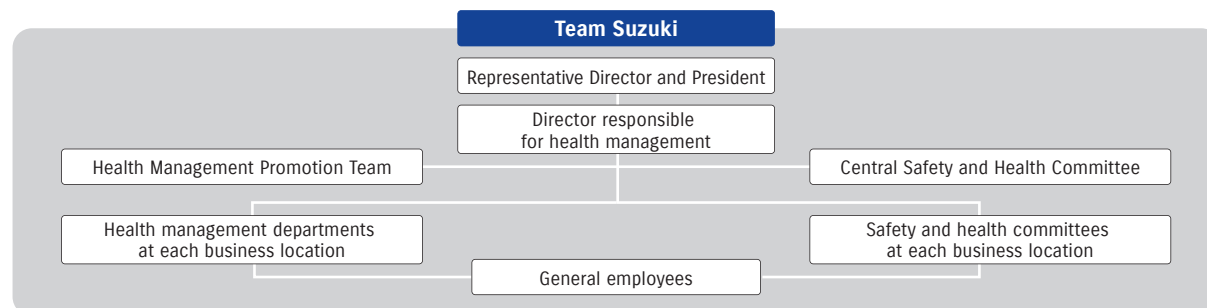 Team Suzuki
Representative Director and President
Director responsible
for health management
Health Management Promotion Team
Central Safety and Health Committee
Health management departments
at each business location
Safety and health committees
at each business location
General employees